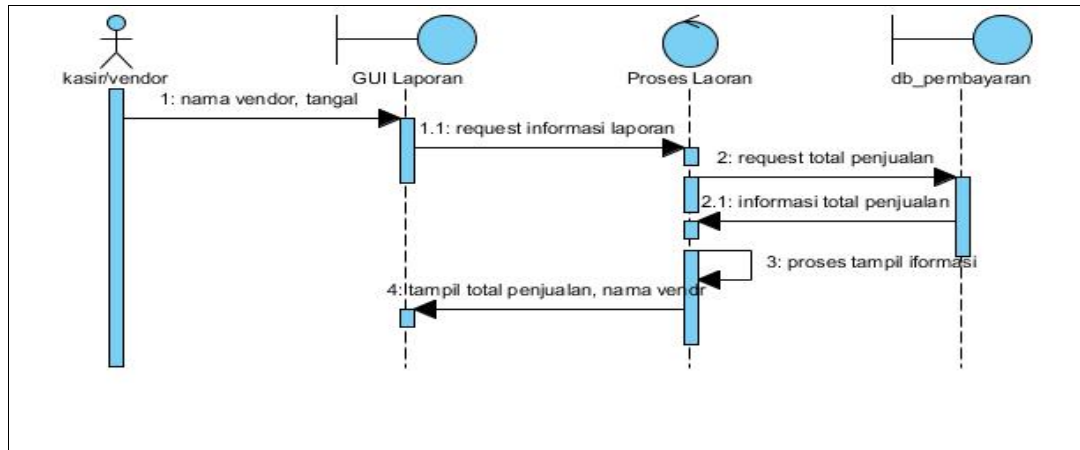 kasir/vendor
GUI Laporan
Proses Laoran
db_pembayaran
1: nama vendor, tangal
1.1: request informasi laporan
2: request total penjualan
2.1: informasi total penjualan
3: proses tampil iformasi
4: tampil total penjualan, nama vendr